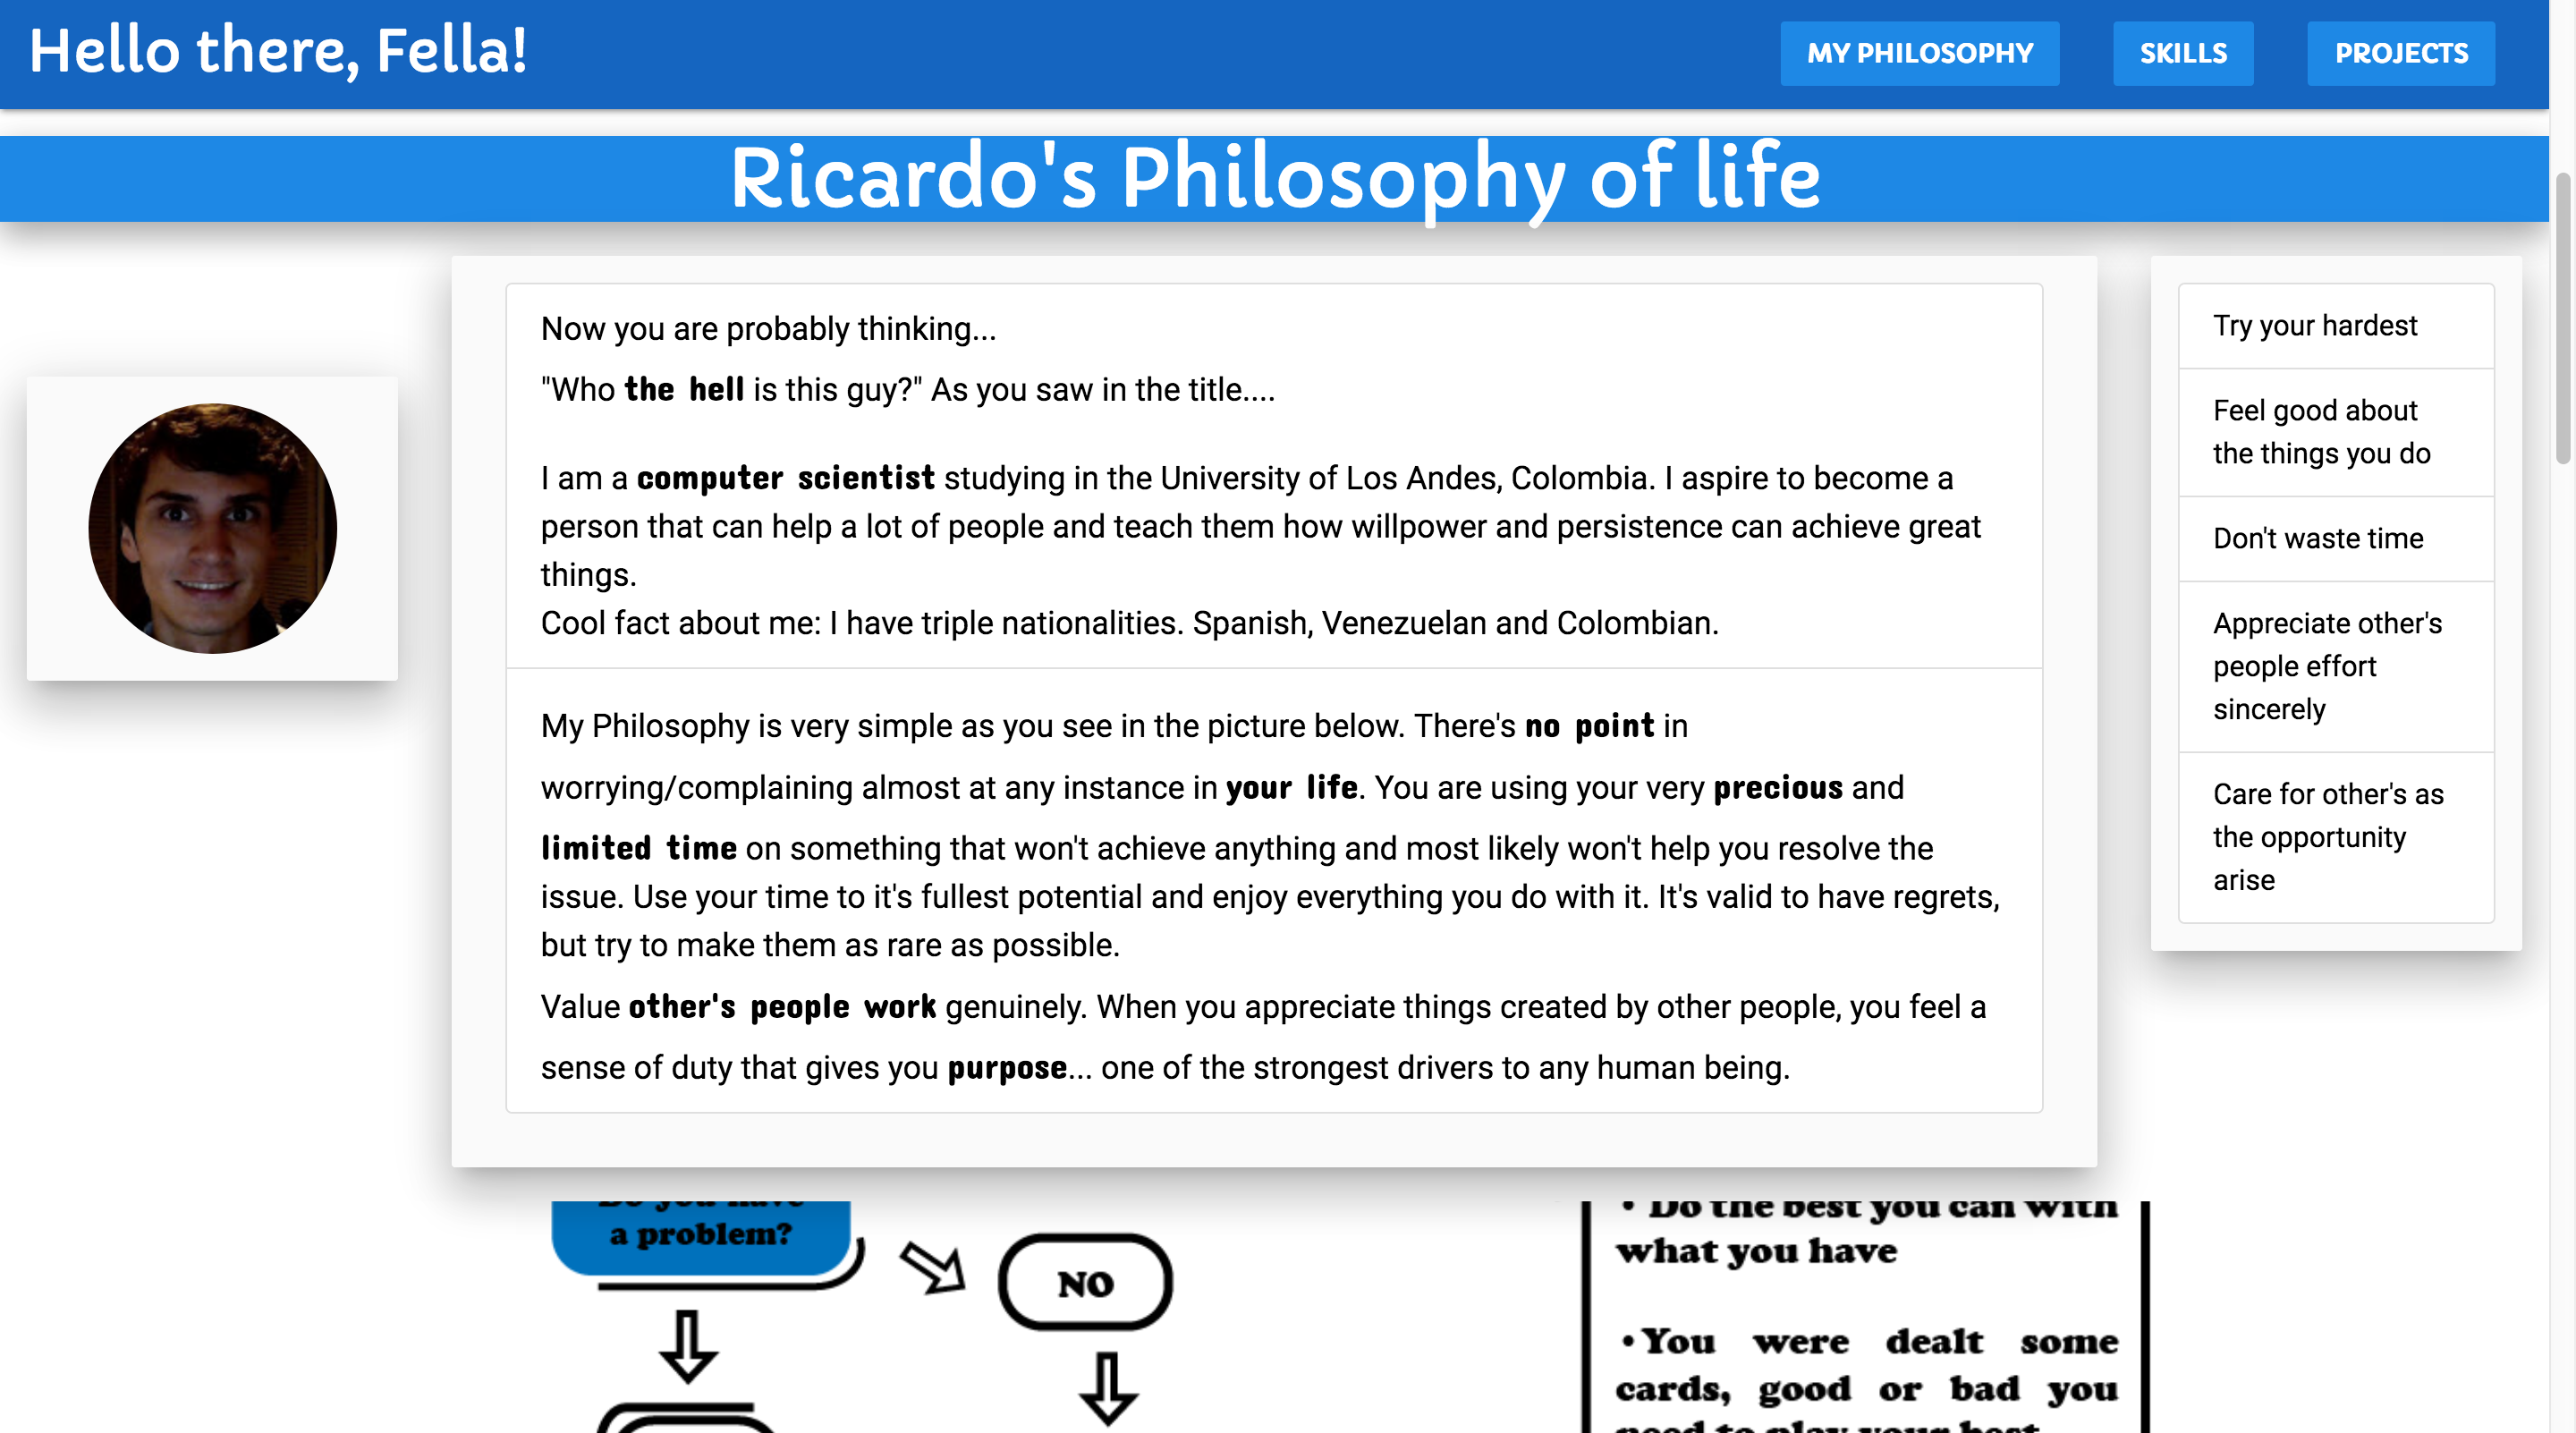 Hello there, Fella!
MY PHILOSOPHY
SKILLS
PROJECTS
Ricardo's Philosophy of life
Now you are probably thinking...
"Who the hell is this guy?" As you saw in the title....
I am a computer scientist studying in the University of Los Andes, Colombia. I aspire to become a
person that can help a lot of people and teach them how willpower and persistence can achieve great
things.
Cool fact about me: I have triple nationalities. Spanish, Venezuelan and Colombian.
My Philosophy is very simple as you see in the picture below. There's no point in
worrying/complaining almost at any instance in your life. You are using your very precious and
limited time on something that won't achieve anything and most likely won't help you resolve the
issue. Use your time to it's fullest potential and enjoy everything you do with it. It's valid to have regrets,
but try to make them as rare as possible.
Value other's people work genuinely. When you appreciate things created by other people, you feel a
sense of duty that gives you purpose... one of the strongest drivers to any human being.
Try your hardest
Feel good about
the things you do
Don't waste time
Appreciate other's
people effort
sincerely
Care for other's as
the opportunity
arise
Do you have
a problem?
NO
• Do the best you can with
what you have
• You were dealt some
cards, good or bad you
need to play your best